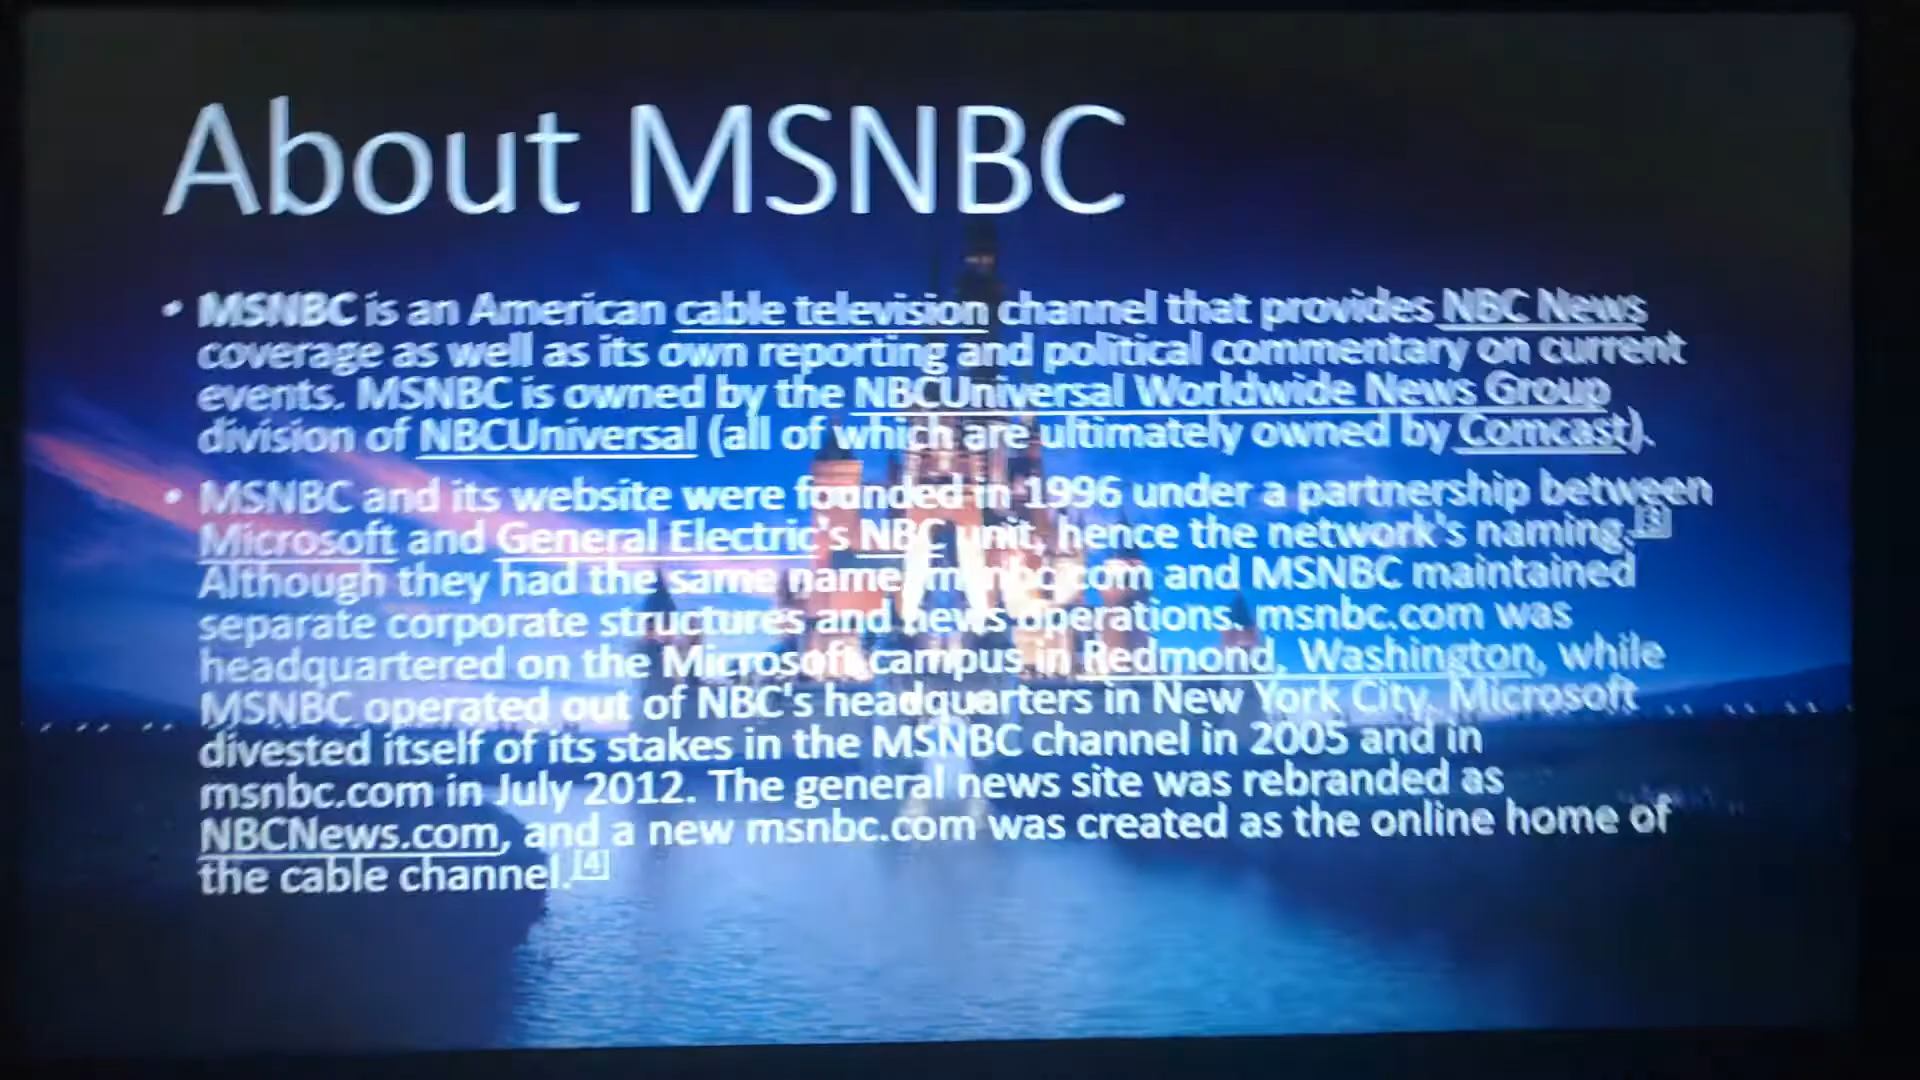 About MSNBC
• MSNBC is an American cable television channel that provides NBC News
coverage as well as its own reporting and political commentary on current
events. MSNBC is owned by the NBCUniversal Worldwide News Group
division of NBCUniversal (all of which are ultimately owned by Comcast).
• MSNBC and its website were founded in 1996 under a partnership between
Microsoft and General Electric's NBC unit, hence the network's naming.[3]
Although they had the same name, msnbc.com and MSNBC maintained
separate corporate structures and news operations. msnbc.com was
headquartered on the Microsoft campus in Redmond, Washington, while
MSNBC operated out of NBC's headquarters in New York City. Microsoft
divested itself of its stakes in the MSNBC channel in 2005 and in
msnbc.com in July 2012. The general news site was rebranded as
NBCNews.com, and a new msnbc.com was created as the online home of
the cable channel.[4]